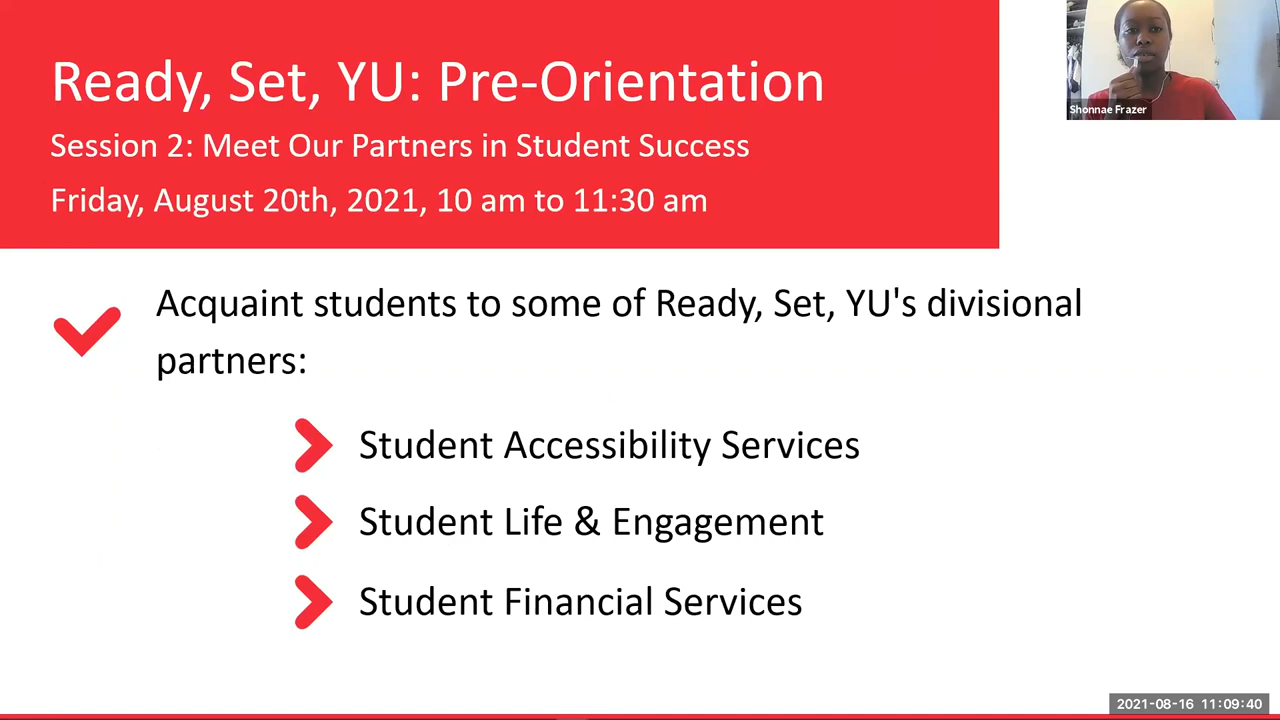 Ready, Set, YU: Pre-Orientation
Session 2: Meet Our Partners in Student Success
Friday, August 20th, 2021, 10 am to 11:30 am
Shonnae Frazer
Acquaint students to some of Ready, Set, YU's divisional
partners:
Student Accessibility Services
Student Life & Engagement
Student Financial Services
2021-08-16 11:09:40